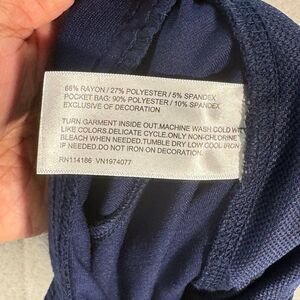 68% RAYON / 27% POLYESTER / 5% SPANDEX
POCKET BAG: 90% POLYESTER / 10% SPANDEX
EXCLUSIVE OF DECORATION
TURN GARMENT INSIDE OUT.MACHINE WASH COLD
LIKE COLORS.DELICATE CYCLE.ONLY NON-CHLORINE
BLEACH WHEN NEEDED.TUMBLE DRY LOW COOL IRON
IF NEEDED.DO NOT IRON ON DECORATION.
RN114186 VN1974077